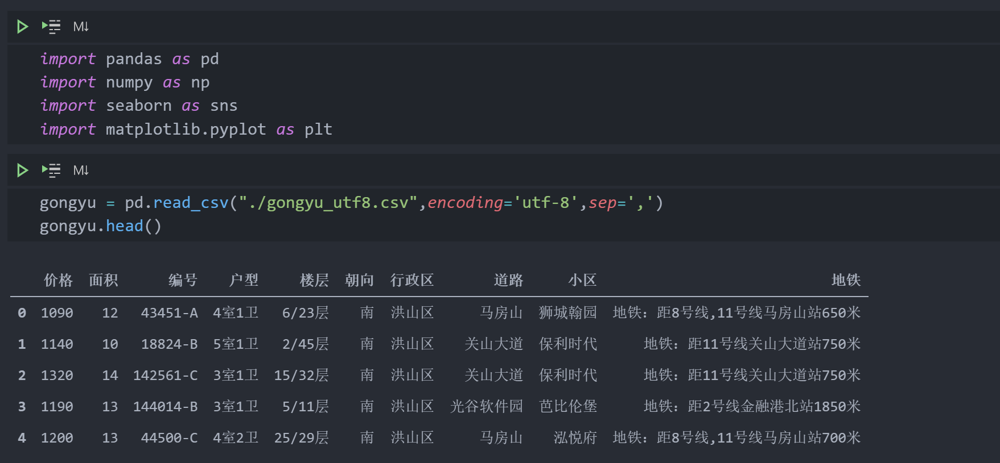 M↓
import pandas as pd
import numpy as np
import seaborn as sns
import matplotlib.pyplot as plt
M↓
gongyu = pd.read_csv("./gongyu_utf8.csv",encoding='utf-8',sep=',')
gongyu.head()
价格 面积 编号 户型 楼层 朝向 行政区 道路 小区 地铁
0 1090 12 43451-A 4室1卫 6/23层 南 洪山区 马房山 狮城翰园 地铁：距8号线,11号线马房山站650米
1 1140 10 18824-B 5室1卫 2/45层 南 洪山区 关山大道 保利时代 地铁：距11号线关山大道站750米
2 1320 14 142561-C 3室1卫 15/32层 南 洪山区 关山大道 保利时代 地铁：距11号线关山大道站750米
3 1190 13 144014-B 3室1卫 5/11层 南 洪山区 光谷软件园 芭比伦堡 地铁：距2号线金融港北站1850米
4 1200 13 44500-C 4室2卫 25/29层 南 洪山区 马房山 泓悦府 地铁：距8号线,11号线马房山站700米